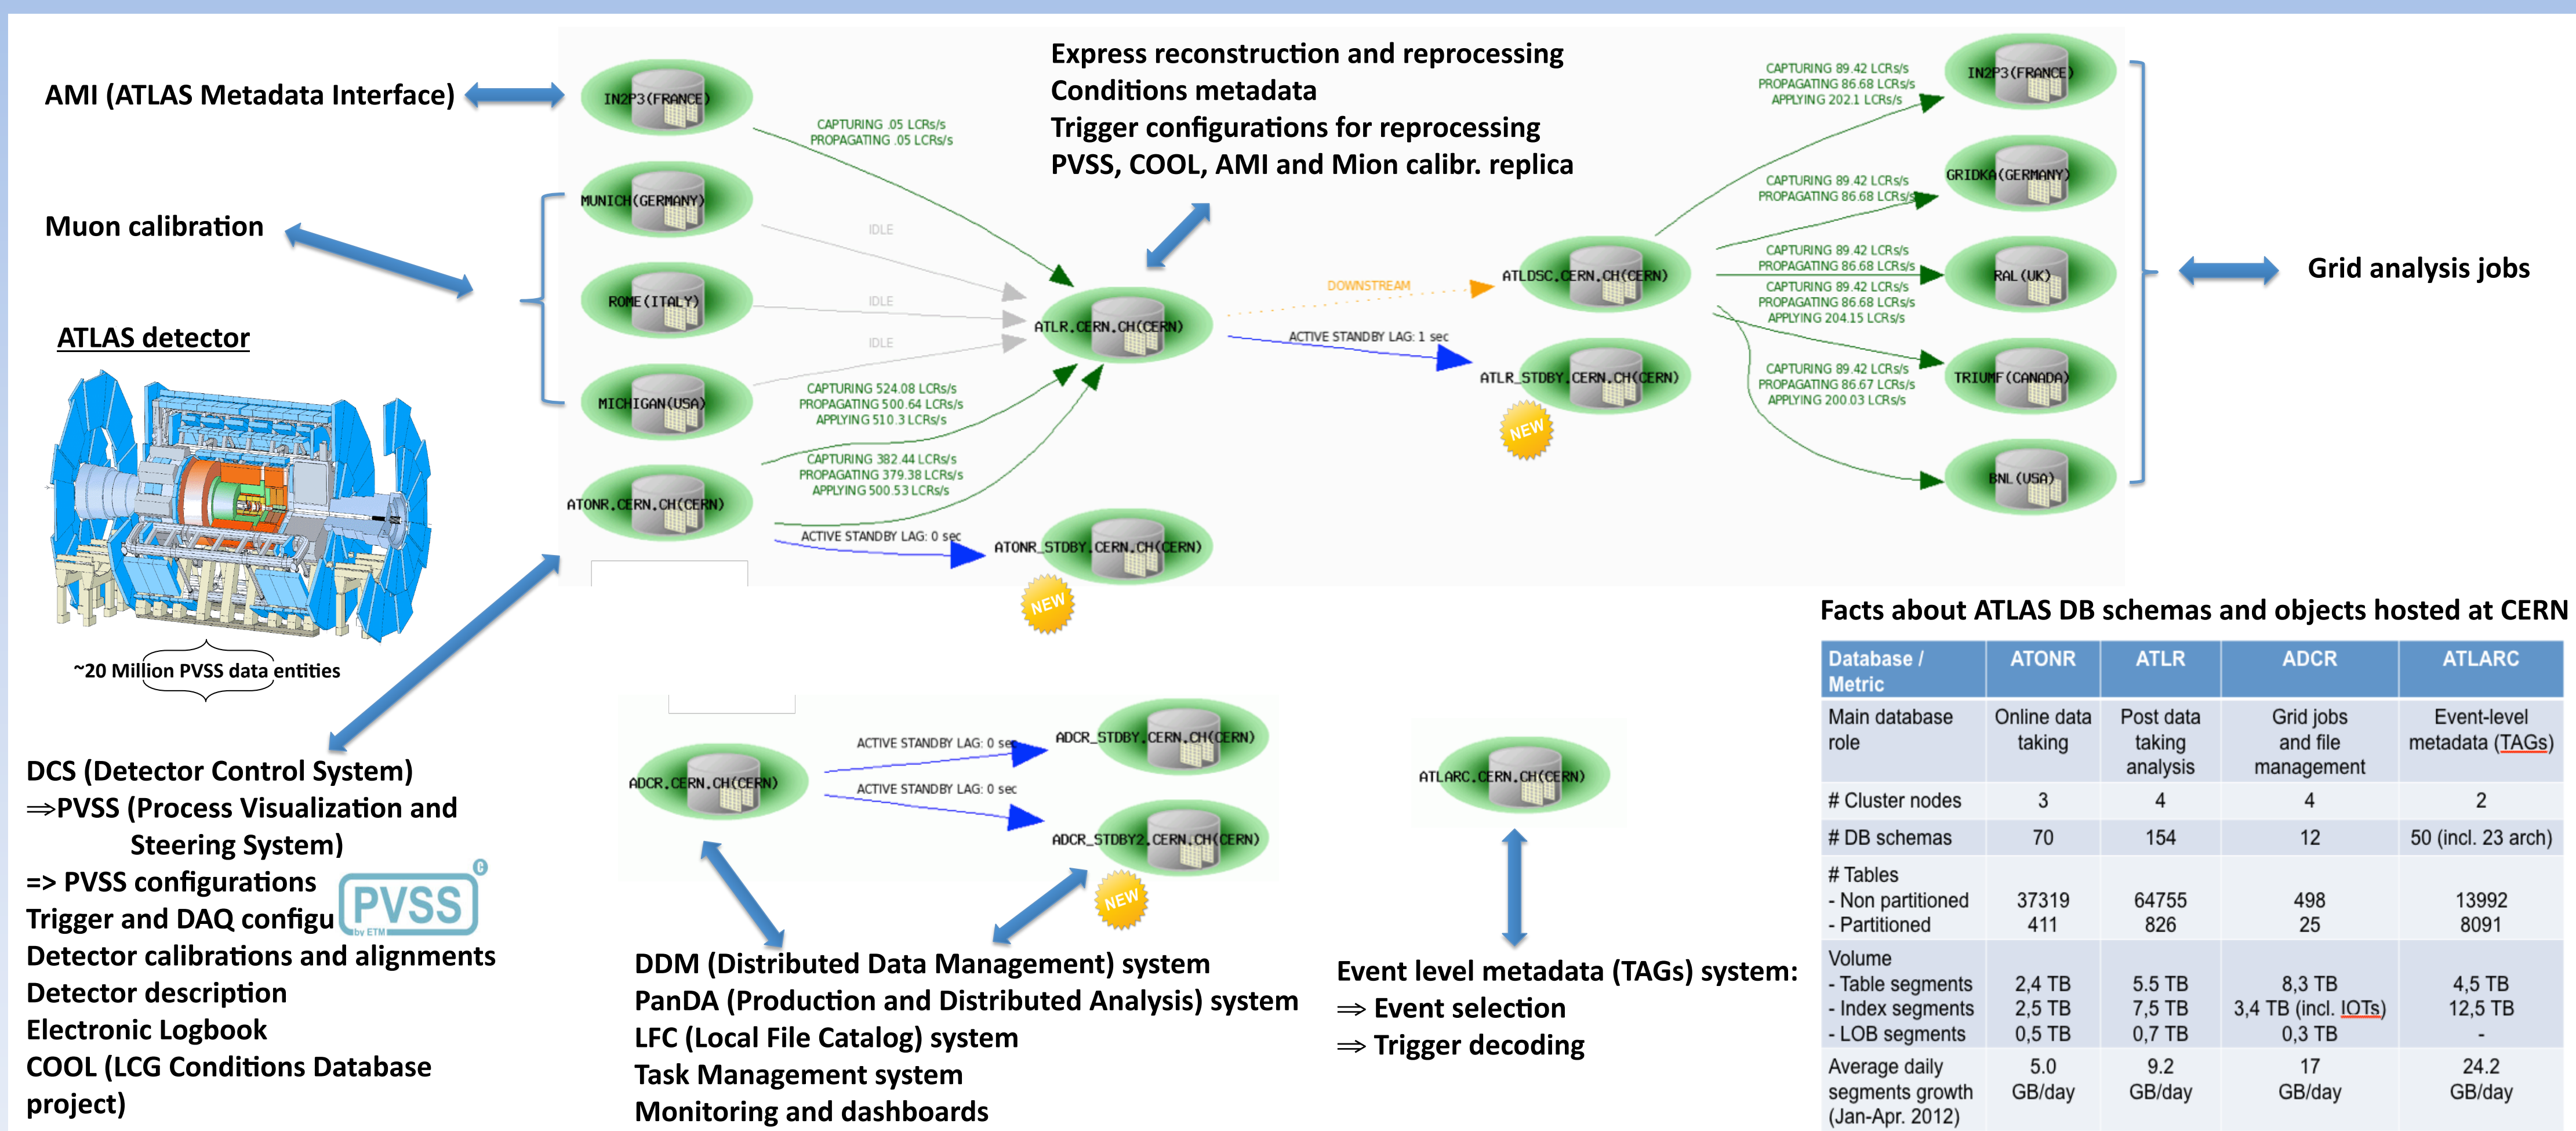 AMI (ATLAS Metadata Interface)
Muon calibration
ATLAS detector
~20 Million PVSS data entities
IN2P3(FRANCE)
MUNICH(GERMANY)
ROME(ITALY)
MICHIGAN(USA)
ATONR.CERN.CH(CERN)
CAPTURING .05 LCRs/s
PROPAGATING .05 LCRs/s
IDLE
IDLE
IDLE
CAPTURING 524.08 LCRs/s
PROPAGATING 500.64 LCRs/s
APPLYING 510.3 LCRs/s
CAPTURING 382.44 LCRs/s
PROPAGATING 379.38 LCRs/s
APPLYING 500.53 LCRs/s
ACTIVE STANDBY LAG: 0 sec
ATONR_STDBY.CERN.CH(CERN)
NEW
Express reconstruction and reprocessing
Conditions metadata
Trigger configurations for reprocessing
PVSS, COOL, AMI and Mion calibr. replica
ATLR.CERN.CH(CERN)
DOWNSTREAM
ACTIVE STANDBY LAG: 1 sec
ATLDSC.CERN.CH(CERN)
ATLR_STDBY.CERN.CH(CERN)
NEW
CAPTURING 89.42 LCRs/s
PROPAGATING 86.68 LCRs/s
APPLYING 202.1 LCRs/s
CAPTURING 89.42 LCRs/s
PROPAGATING 86.68 LCRs/s
CAPTURING 89.42 LCRs/s
PROPAGATING 86.68 LCRs/s
CAPTURING 89.42 LCRs/s
PROPAGATING 86.68 LCRs/s
APPLYING 204.15 LCRs/s
CAPTURING 89.42 LCRs/s
PROPAGATING 86.67 LCRs/s
APPLYING 200.03 LCRs/s
IN2P3(FRANCE)
GRIDKA(GERMANY)
RAL(UK)
TRIUMF(CANADA)
BNL(USA)
Grid analysis jobs
DCS (Detector Control System)
⇒PVSS (Process Visualization and
Steering System)
=> PVSS configurations
Trigger and DAQ configu
Detector calibrations and alignments
Detector description
Electronic Logbook
COOL (LCG Conditions Database
project)
PVSS
by ETM
C
ADCR.CERN.CH(CERN)
ACTIVE STANDBY LAG: 0 sec
ACTIVE STANDBY LAG: 0 sec
ADCR_STDBY.CERN.CH(CERN)
ADCR_STDBY2.CERN.CH(CERN)
NEW
DDM (Distributed Data Management) system
PanDA (Production and Distributed Analysis) system
LFC (Local File Catalog) system
Task Management system
Monitoring and dashboards
ATLARC.CERN.CH(CERN)
Event level metadata (TAGs) system:
⇒ Event selection
⇒ Trigger decoding
Facts about ATLAS DB schemas and objects hosted at CERN
Database / Metric ATONR ATLR ADCR ATLARC
Main database role Online data taking Post data taking analysis Grid jobs and file management Event-level metadata (TAGs)
# Cluster nodes 3 4 4 2
# DB schemas 70 154 12 50 (incl. 23 arch)
# Tables
- Non partitioned 37319 64755 498 13992
- Partitioned 411 826 25 8091
Volume
- Table segments 2,4 TB 5.5 TB 8,3 TB 4,5 TB
- Index segments 2,5 TB 7,5 TB 3,4 TB (incl. IOTs) 12,5 TB
- LOB segments 0,5 TB 0,7 TB 0,3 TB -
Average daily segments growth (Jan-Apr. 2012) 5.0 GB/day 9.2 GB/day 17 GB/day 24.2 GB/day